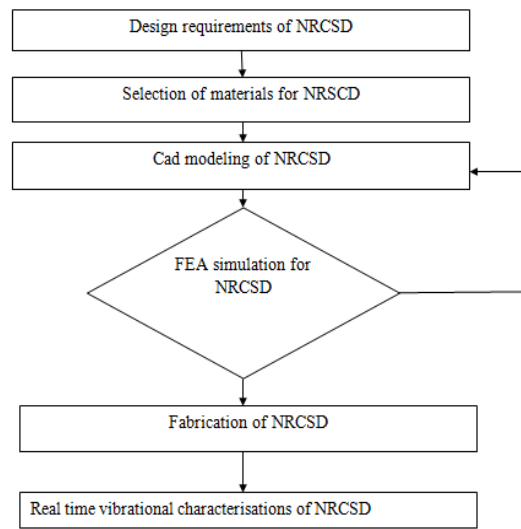 Design requirements of NRCSD
Selection of materials for NRSCD
Cad modeling of NRCSD
FEA simulation for
NRCSD
Fabrication of NRCSD
Real time vibrational characterisations of NRCSD